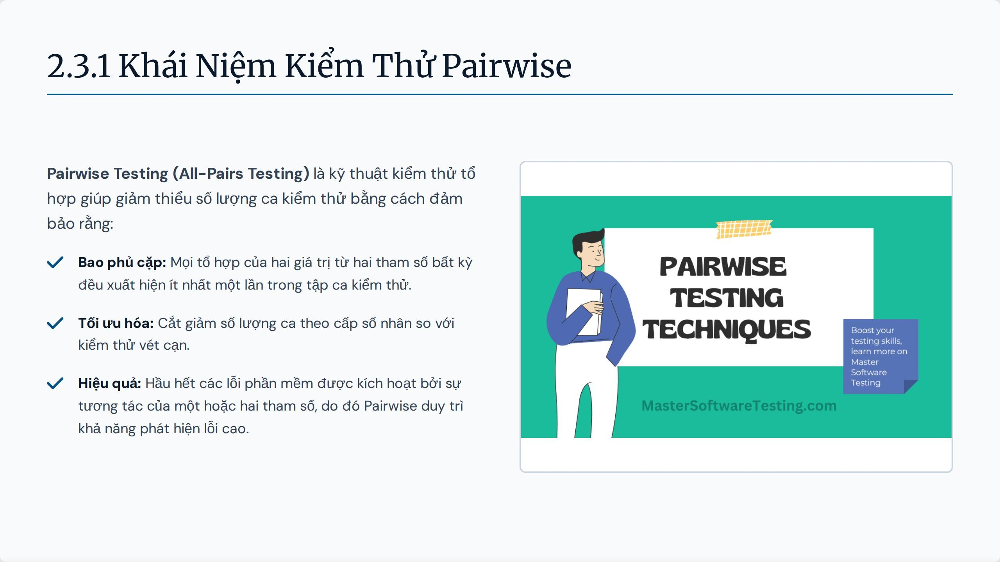 2.3.1 Khái Niệm Kiểm Thử Pairwise
Pairwise Testing (All-Pairs Testing) là kỹ thuật kiểm thử tổ
hợp giúp giảm thiểu số lượng ca kiểm thử bằng cách đảm
bảo rằng:
Bao phủ cặp: Mọi tổ hợp của hai giá trị từ hai tham số bất kỳ
đều xuất hiện ít nhất một lần trong tập ca kiểm thử.
Tối ưu hóa: Cắt giảm số lượng ca theo cấp số nhân so với
kiểm thử vét cạn.
Hiệu quả: Hầu hết các lỗi phần mềm được kích hoạt bởi sự
tương tác của một hoặc hai tham số, do đó Pairwise duy trì
khả năng phát hiện lỗi cao.
PAIRWISE
TESTING
TECHNIQUES
Boost your
testing skills,
learn more on
Master
Software
Testing
MasterSoftwareTesting.com